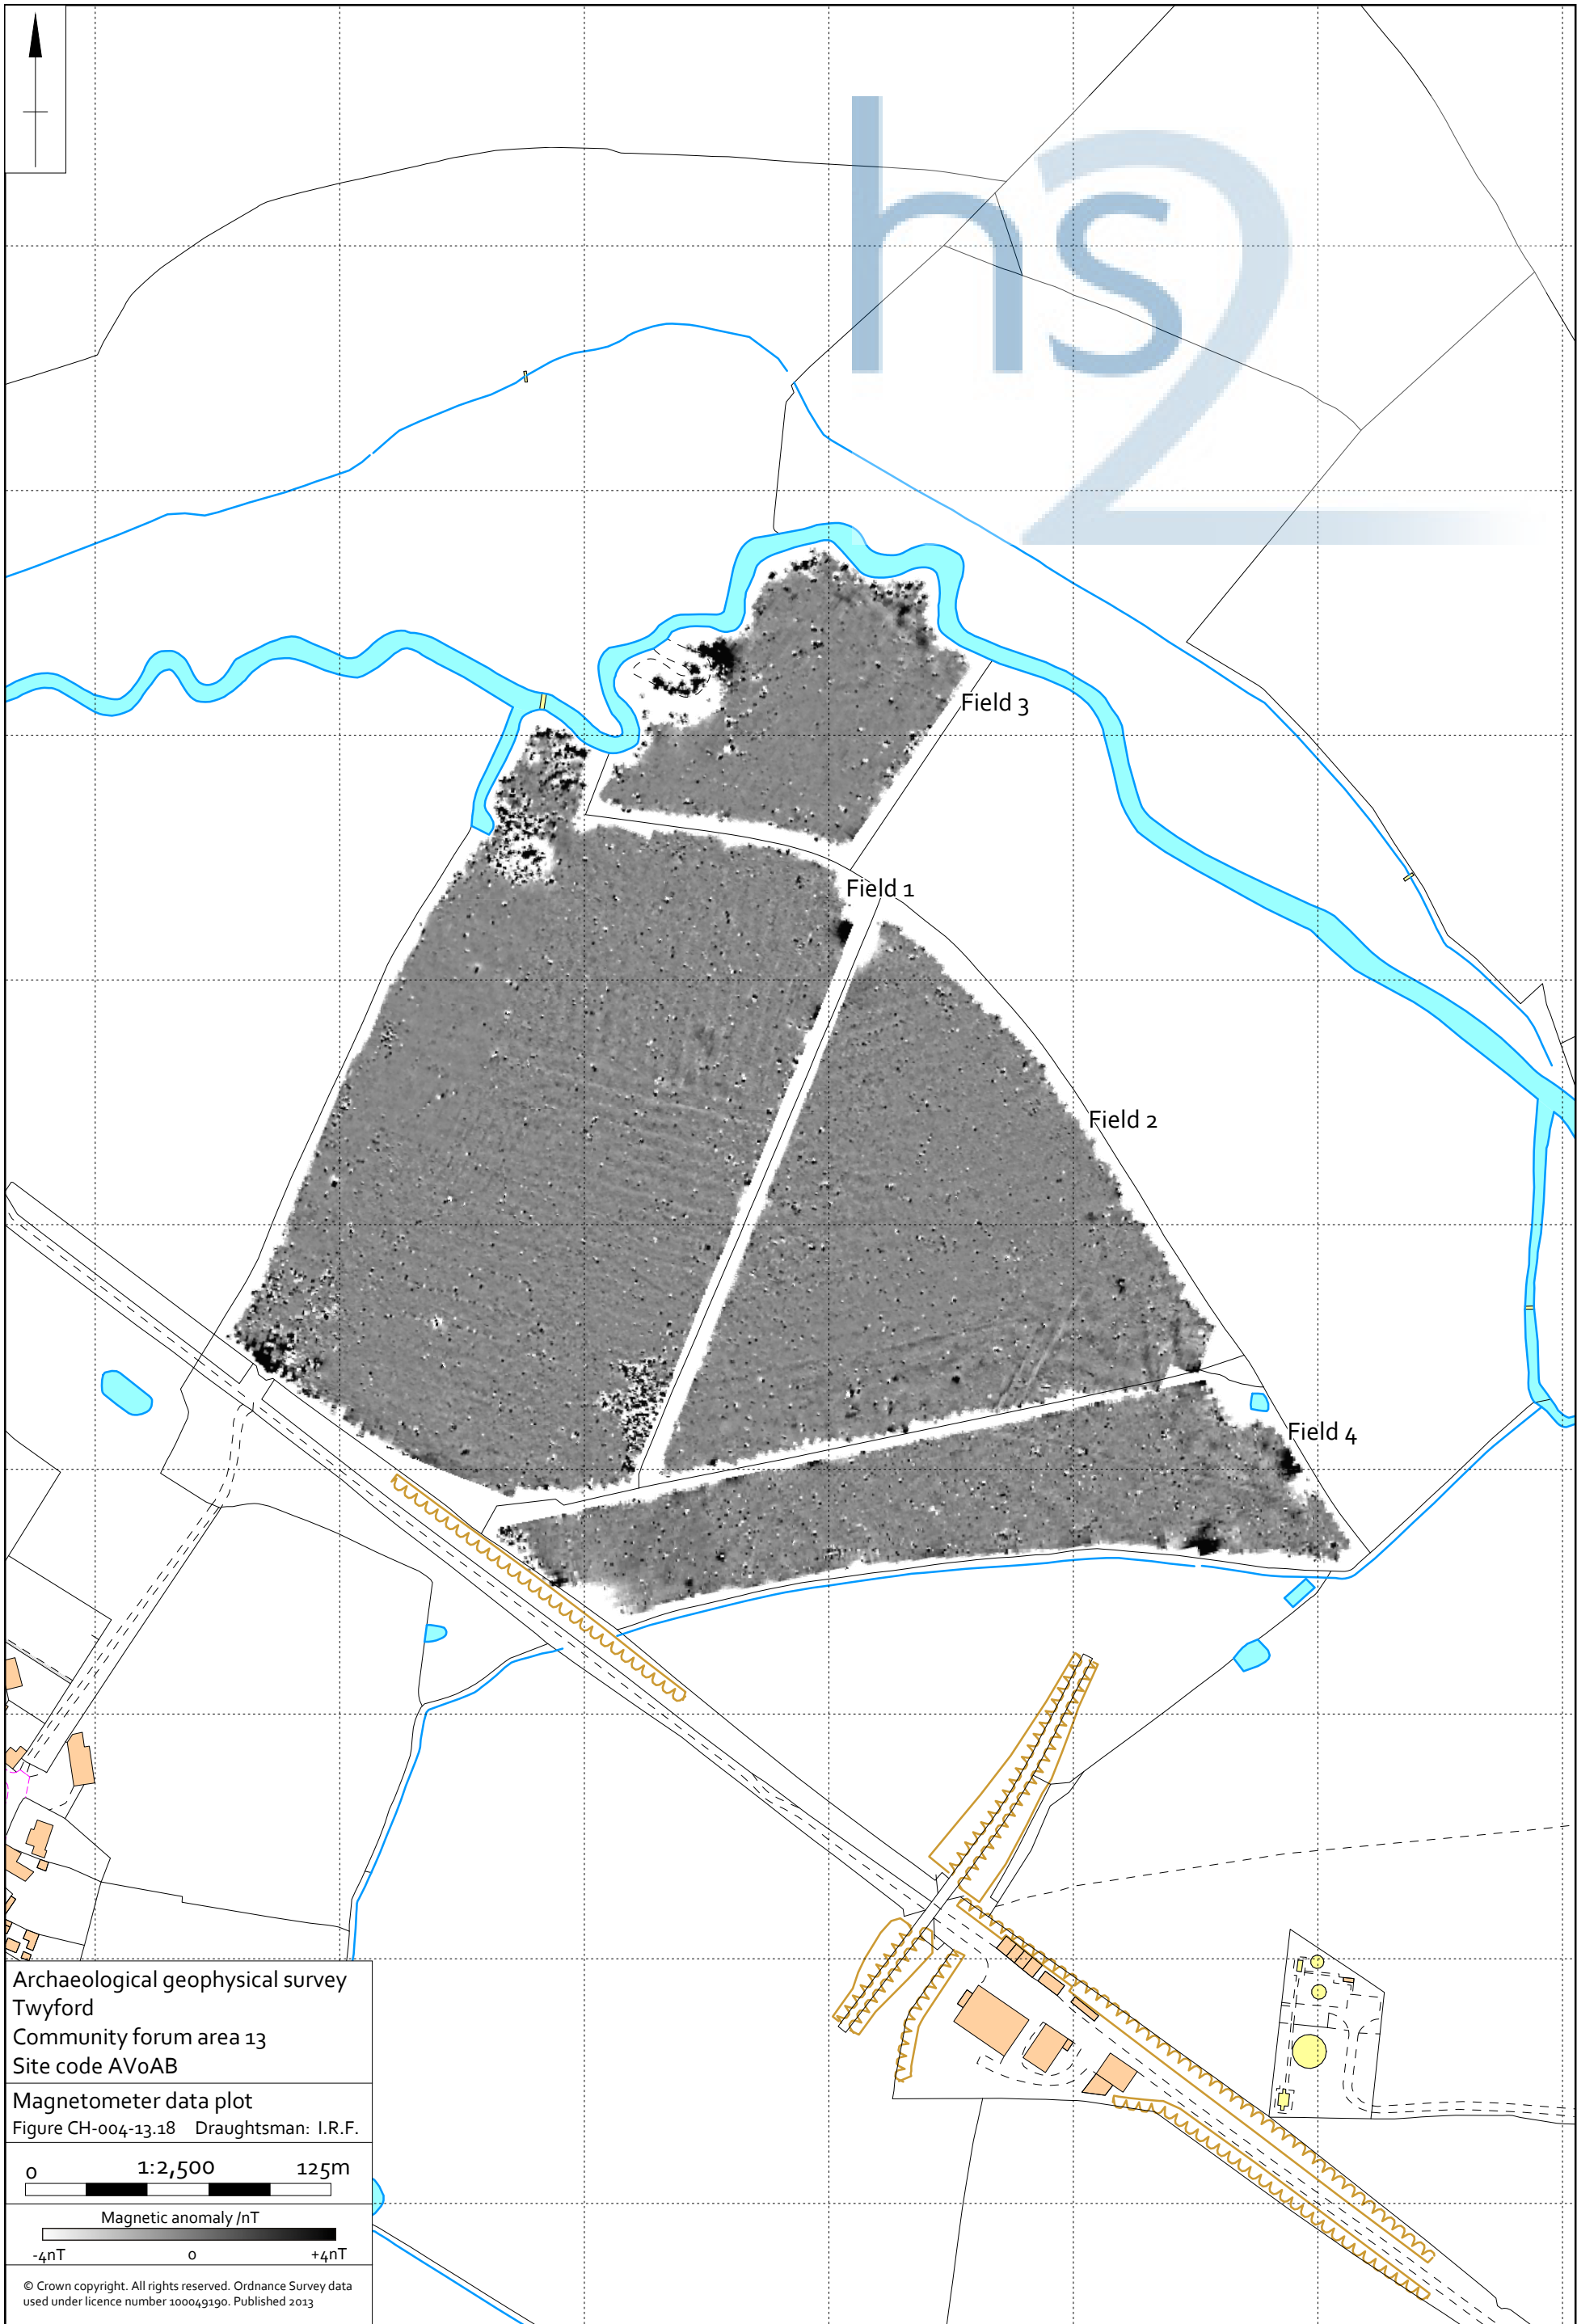 hs2
Field 3
Field 1
Field 2
Field 4
Archaeological geophysical survey
Twyford
Community forum area 13
Site code AV0AB
Magnetometer data plot
Figure CH-004-13.18 Draughtsman: I.R.F.
0 1:2,500 125m
Magnetic anomaly /nT
-4nT 0 +4nT
© Crown copyright. All rights reserved. Ordnance Survey data
used under licence number 100049190. Published 2013